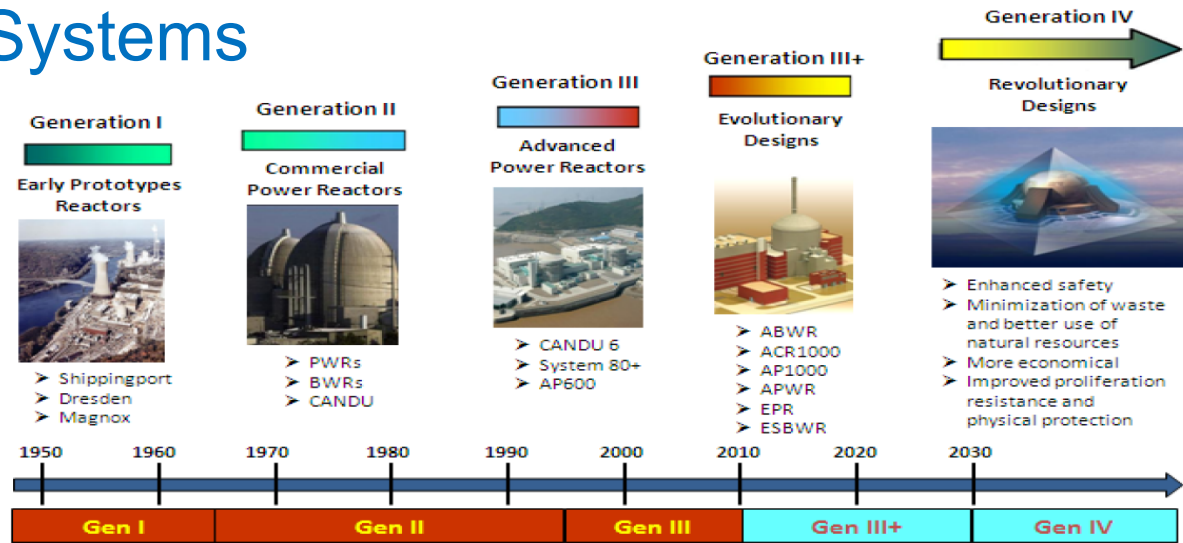 Systems
Generation I
Early Prototypes
Reactors
➤ Shippingport
➤ Dresden
➤ Magnox
Generation II
Commercial
Power Reactors
➤ PWRs
➤ BWRs
➤ CANDU
Generation III
Advanced
Power Reactors
➤ CANDU 6
➤ System 80+
➤ AP600
Generation III+
Evolutionary
Designs
➤ ABWR
➤ ACR1000
➤ AP1000
➤ APWR
➤ EPR
➤ ESBWR
Generation IV
Revolutionary
Designs
➤ Enhanced safety
➤ Minimization of waste
and better use of
natural resources
➤ More economical
➤ Improved proliferation
resistance and
physical protection
1950 1960 1970 1980 1990 2000 2010 2020 2030
Gen I Gen II Gen III Gen III+ Gen IV